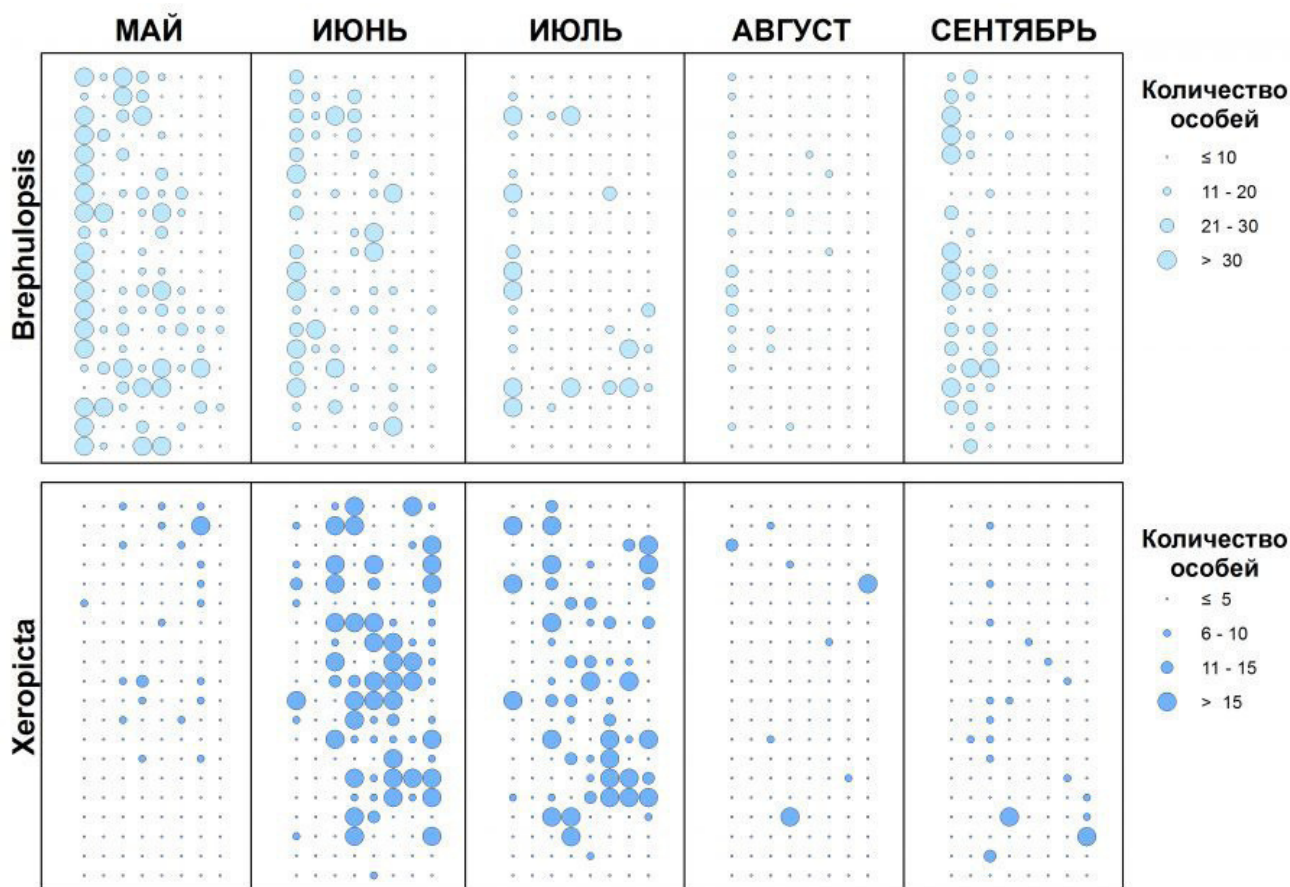 МАЙ
ИЮНЬ
ИЮЛЬ
АВГУСТ
СЕНТЯБРЬ
Brephulopsis
Количество
особей
≤ 10
11 - 20
21 - 30
> 30
Xeropicta
Количество
особей
≤ 5
6 - 10
11 - 15
> 15